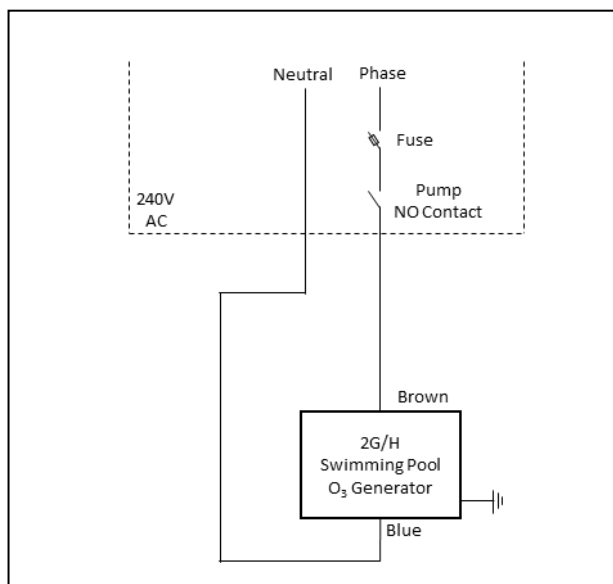 Neutral
Phase
Fuse
Pump
NO Contact
240V
AC
Brown
2G/H
Swimming Pool
O₃ Generator
Blue